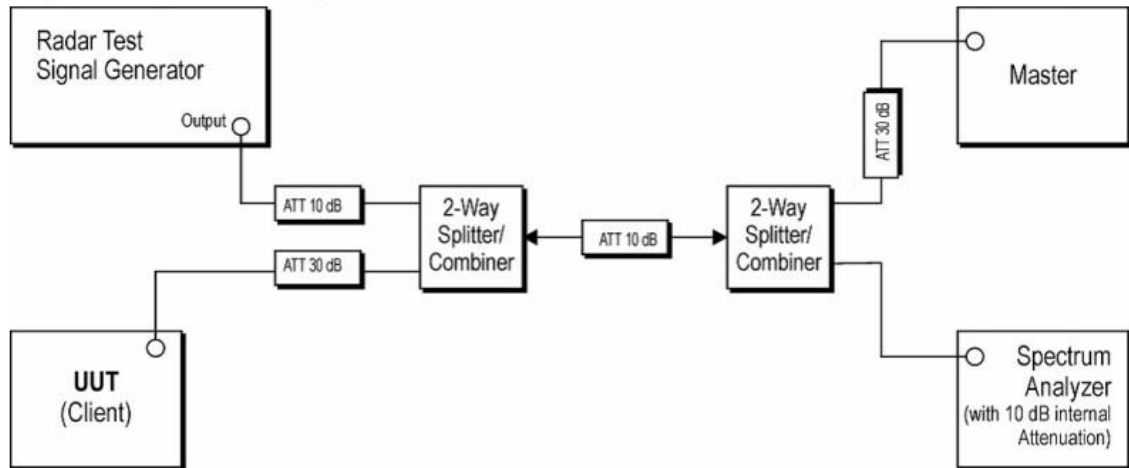 Radar Test
Signal Generator
Output
Master
ATT 30 dB
ATT 10 dB
2-Way
Splitter/
Combiner
ATT 10 dB
2-Way
Splitter/
Combiner
ATT 30 dB
UUT
(Client)
Spectrum
Analyzer
(with 10 dB internal
Attenuation)